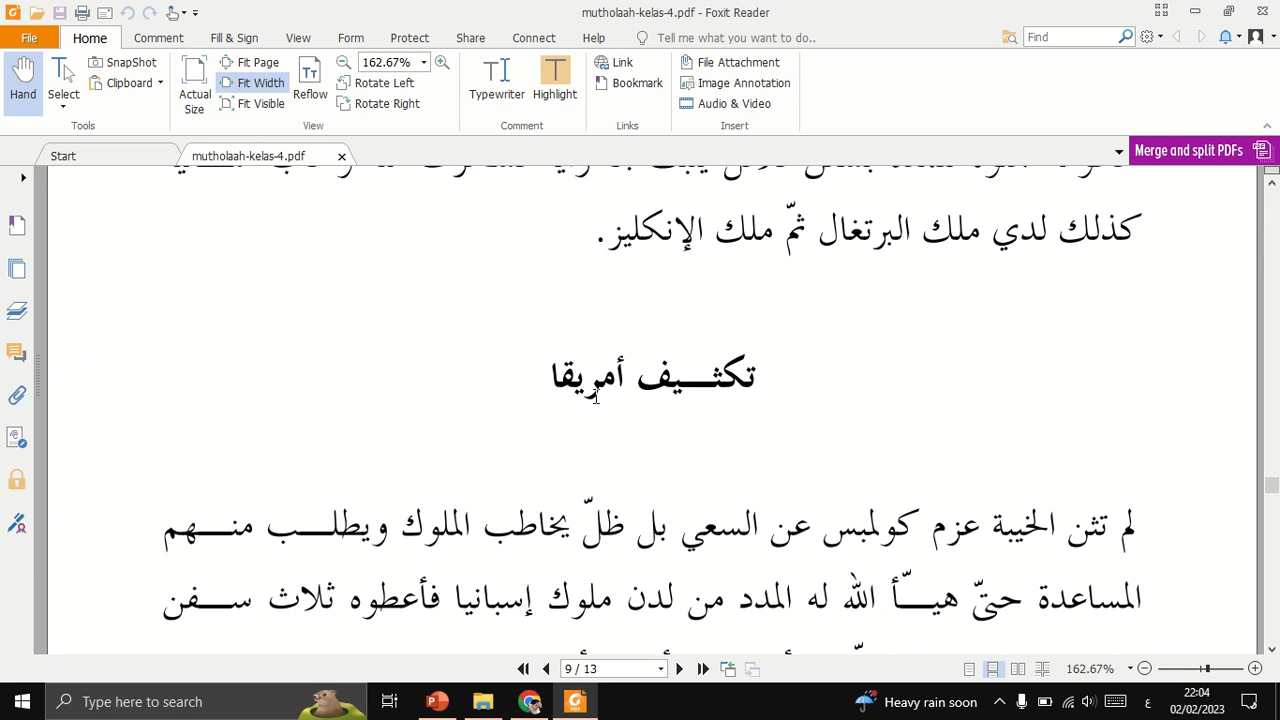 mutholaah-kelas-4.pdf - Foxit Reader
File Home Comment Fill & Sign View Form Protect Share Connect Help Tell me what you want to do.. Find
Hand Select SnapShot Clipboard Actual Size Fit Page Fit Width Fit Visible Reflow 162.67% Rotate Left Rotate Right Typewriter Highlight Link Bookmark File Attachment Image Annotation Audio & Video
Tools View Comment Links Insert
Start mutholaah-kelas-4.pdf Merge and split PDFs
كذلك لدي ملك البرتغال ثمّ ملك الإنكليز.
تكثـــيف أمريقا
لم تثن الخيبة عزم كولمبس عن السعي بل ظلّ يخاطب الملوك ويطلـــب منـــهم
المساعدة حتىّ هيـــّأ الله له المدد من لدن ملوك إسبانيا فأعطوه ثلاث ســـفن
9 / 13 162.67%
Type here to search Heavy rain soon ع 22:04
02/02/2023